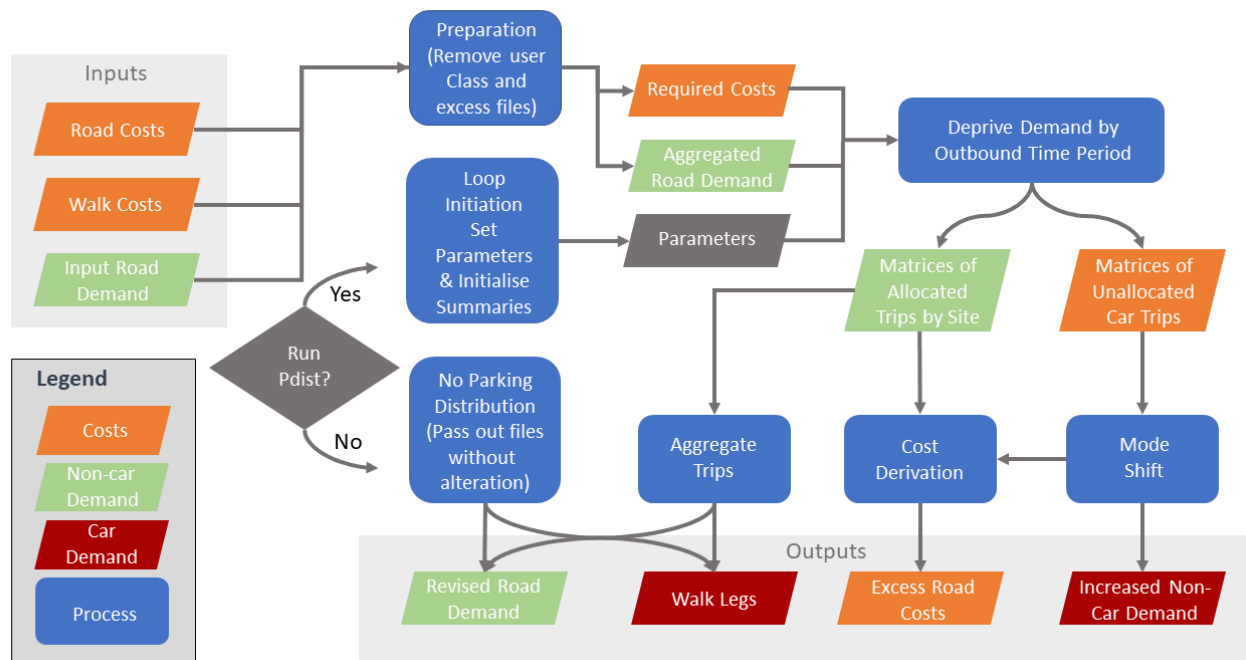 Inputs
Road Costs
Walk Costs
Input Road
Demand
Preparation
(Remove user
Class and
excess files)
Required Costs
Aggregated
Road Demand
Loop
Initiation
Set
Parameters
& Initialise
Summaries
Parameters
Deprive Demand by
Outbound Time Period
Matrices of
Allocated
Trips by Site
Matrices of
Unallocated
Car Trips
Yes
Run
Pdist?
No
No Parking
Distribution
(Pass out files
without
alteration)
Aggregate
Trips
Cost
Derivation
Mode
Shift
Legend
Costs
Non-car
Demand
Car
Demand
Process
Outputs
Revised Road
Demand
Walk Legs
Excess Road
Costs
Increased Non-
Car Demand